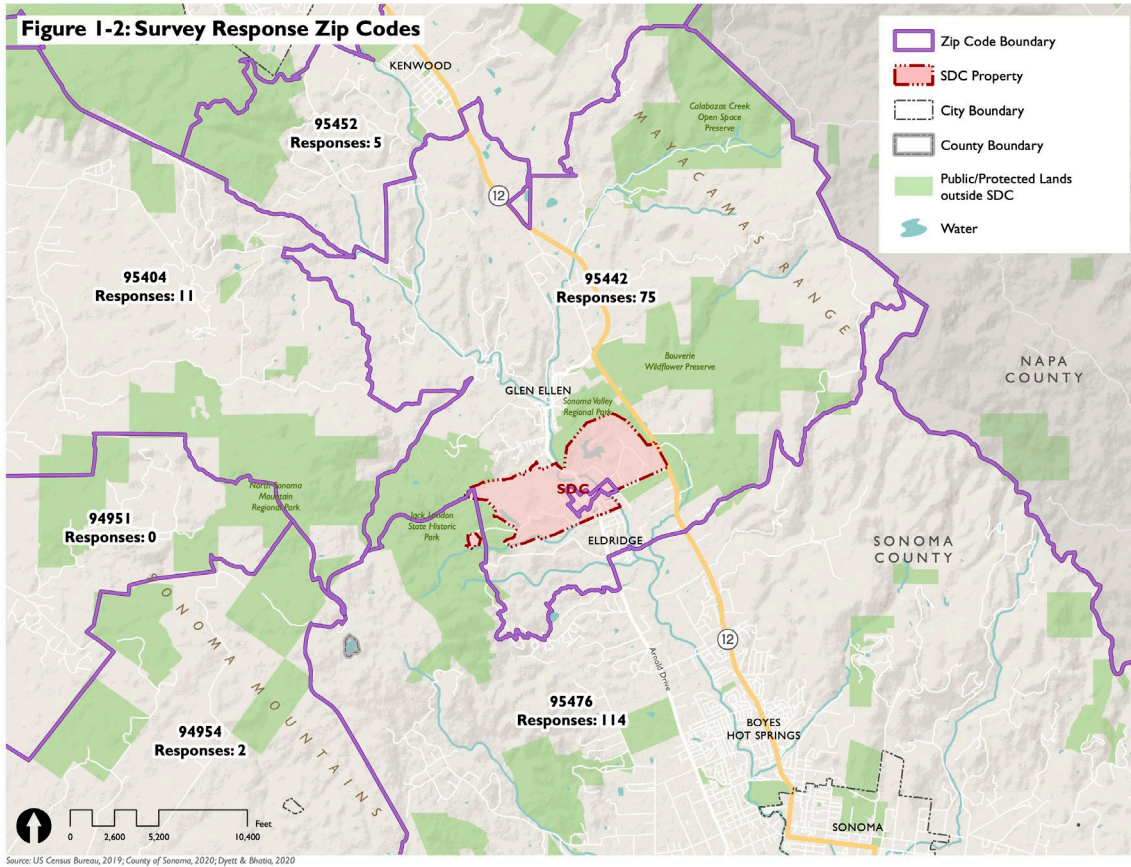 Figure 1-2: Survey Response Zip Codes
Zip Code Boundary
SDC Property
City Boundary
County Boundary
Public/Protected Lands
outside SDC
Water
KENWOOD
95452
Responses: 5
Calabazas Creek
Open Space
Preserve
MAYACAMAS RANGE
12
95404
Responses: 11
95442
Responses: 75
NAPA
COUNTY
Bouverie
Wildflower Preserve
GLEN ELLEN
Sonoma Valley
Regional Park
SDC
North Sonoma
Mountain
Regional Park
Jack London
State Historic
Park
94951
Responses: 0
ELDRIDGE
SONOMA
COUNTY
SONOMA MOUNTAINS
12
Arnold Drive
95476
Responses: 114
94954
Responses: 2
BOYES
HOT SPRINGS
SONOMA
Feet
0 2,600 5,200 10,400
Source: US Census Bureau, 2019; County of Sonoma, 2020; Dyett & Bhatia, 2020